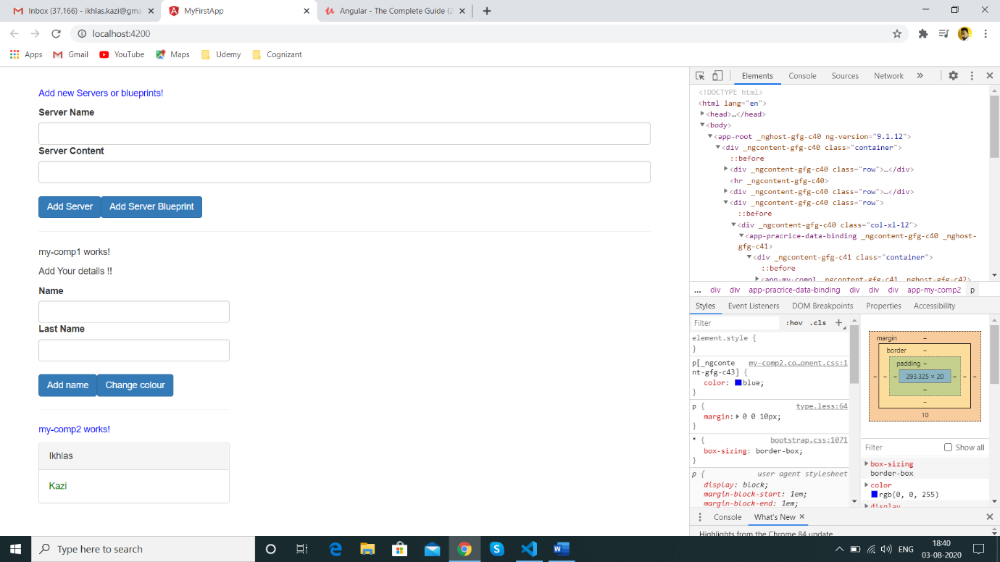 Inbox (37,166) - ikhlas.kazi@gma
MyFirstApp
Angular - The Complete Guide (2
localhost:4200
Apps Gmail YouTube Maps Udemy Cognizant
Add new Servers or blueprints!
Server Name
Server Content
Add Server Add Server Blueprint
my-comp1 works!
Add Your details !!
Name
Last Name
Add name Change colour
my-comp2 works!
Ikhlas
Kazi
Elements Console Sources Network »
<!DOCTYPE html>
<html lang="en">
<head>…</head>
<body>
<app-root _nghost-gfg-c40 ng-version="9.1.12">
<div _ngcontent-gfg-c40 class="container">
::before
<div _ngcontent-gfg-c40 class="row">…</div>
<hr _ngcontent-gfg-c40>
<div _ngcontent-gfg-c40 class="row">…</div>
<div _ngcontent-gfg-c40 class="row">
::before
<div _ngcontent-gfg-c40 class="col-xl-12">
<app-pracrice-data-binding _ngcontent-gfg-c40 _nghost-
gfg-c41>
<div _ngcontent-gfg-c41 class="container">
::before
<app-my-comp1 _ngcontent-gfg-c41 _nghost-gfg-c42>
... div div app-pracrice-data-binding div div div app-my-comp2 p
Styles Event Listeners DOM Breakpoints Properties Accessibility
Filter :hov .cls +
element.style {
}
p[_ngconte my-comp2.co…onent.css:1
nt-gfg-c43] {
color: blue;
}
p { type.less:64
margin: 0 0 10px;
}
* { bootstrap.css:1071
box-sizing: border-box;
}
p { user agent stylesheet
display: block;
margin-block-start: 1em;
margin-block-end: 1em;
margin –
border –
padding –
– – – 293.325 × 20 – – –
–
–
10
Filter Show all
box-sizing
border-box
color
rgb(0, 0, 255)
display
Console What's New ×
Highlights from the Chrome 84 update
Type here to search
ENG
18:40
03-08-2020